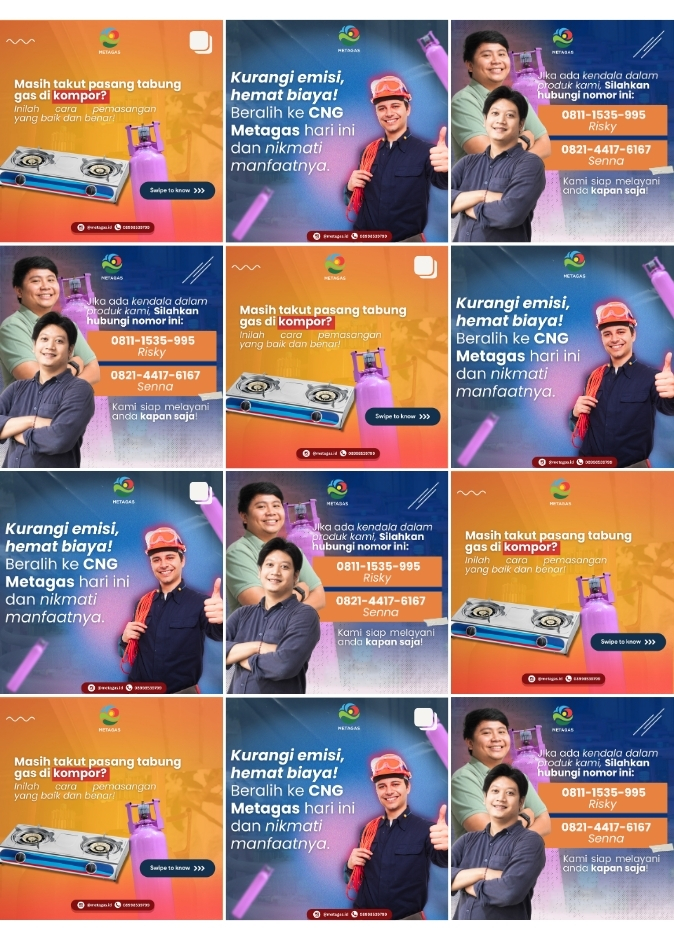 METAGAS
Masih takut pasang tabung
gas di kompor?
Inilah cara pemasangan
yang baik dan benar!
Swipe to know
@metagas.id 08998539799
METAGAS
Kurangi emisi,
hemat biaya!
Beralih ke CNG
Metagas hari ini
dan nikmati
manfaatnya.
@metagas.id 08998539799
METAGAS
Jika ada kendala dalam
produk kami, Silahkan
hubungi nomor ini:
0811-1535-995
Risky
0821-4417-6167
Senna
Kami siap melayani
anda kapan saja!
METAGAS
Jika ada kendala dalam
produk kami, Silahkan
hubungi nomor ini:
0811-1535-995
Risky
0821-4417-6167
Senna
Kami siap melayani
anda kapan saja!
METAGAS
Masih takut pasang tabung
gas di kompor?
Inilah cara pemasangan
yang baik dan benar!
Swipe to know
@metagas.id 08998539799
METAGAS
Kurangi emisi,
hemat biaya!
Beralih ke CNG
Metagas hari ini
dan nikmati
manfaatnya.
@metagas.id 08998539799
METAGAS
Kurangi emisi,
hemat biaya!
Beralih ke CNG
Metagas hari ini
dan nikmati
manfaatnya.
@metagas.id 08998539799
METAGAS
Jika ada kendala dalam
produk kami, Silahkan
hubungi nomor ini:
0811-1535-995
Risky
0821-4417-6167
Senna
Kami siap melayani
anda kapan saja!
METAGAS
Masih takut pasang tabung
gas di kompor?
Inilah cara pemasangan
yang baik dan benar!
Swipe to know
@metagas.id 08998539799
METAGAS
Masih takut pasang tabung
gas di kompor?
Inilah cara pemasangan
yang baik dan benar!
Swipe to know
@metagas.id 08998539799
METAGAS
Kurangi emisi,
hemat biaya!
Beralih ke CNG
Metagas hari ini
dan nikmati
manfaatnya.
@metagas.id 08998539799
METAGAS
Jika ada kendala dalam
produk kami, Silahkan
hubungi nomor ini:
0811-1535-995
Risky
0821-4417-6167
Senna
Kami siap melayani
anda kapan saja!